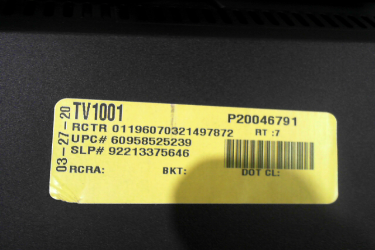 03-27-20
TV1001
P20046791
RCTR 01196070321497872
RT :7
UPC# 60958525239
SLP# 92213375646
RCRA:
BKT:
DOT CL: